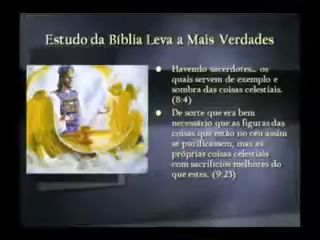 Estudo da Bíblia Leva a Mais Verdades
Havendo sacerdotes... os
quais servem de exemplo e
sombra das coisas celestiais.
(8:4)
De sorte que era bem
necessário que as figuras das
coisas que estão no céu assim
se purificassem; mas as
próprias coisas celestiais
com sacrifícios melhores do
que estes. (9:23)